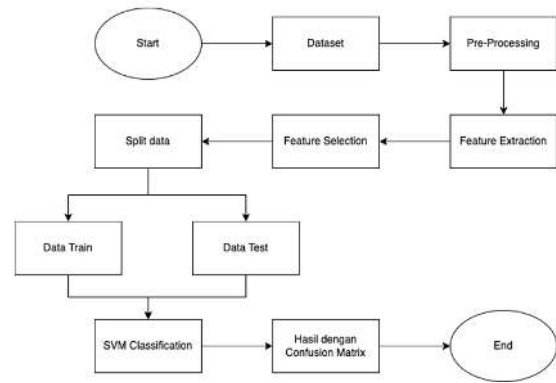 Start
Dataset
Pre-Processing
Split data
Feature Selection
Feature Extraction
Data Train
Data Test
SVM Classification
Hasil dengan
Confusion Matrix
End